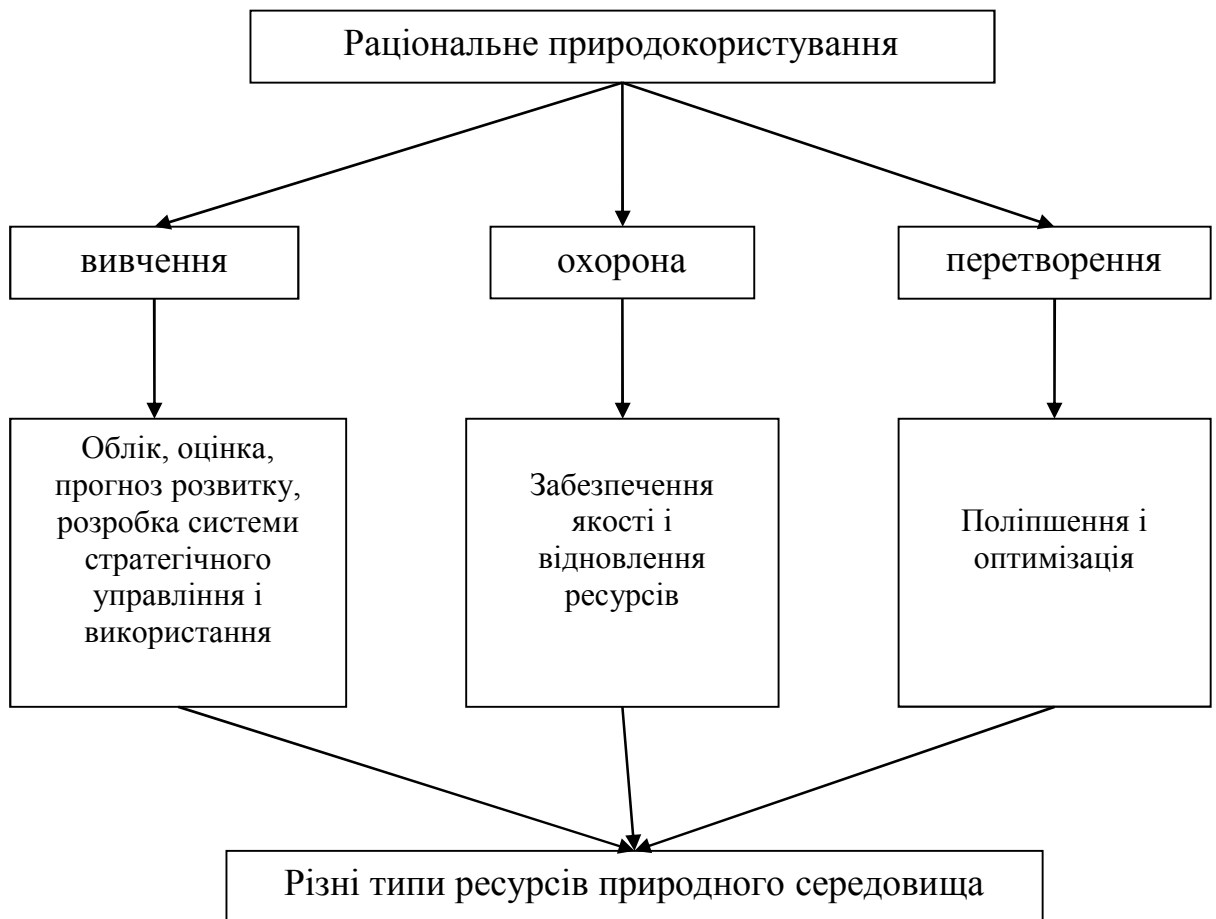 Раціональне природокористування
вивчення
охорона
перетворення
Облік, оцінка,
прогноз розвитку,
розробка системи
стратегічного
управління і
використання
Забезпечення
якості і
відновлення
ресурсів
Поліпшення і
оптимізація
Різні типи ресурсів природного середовища